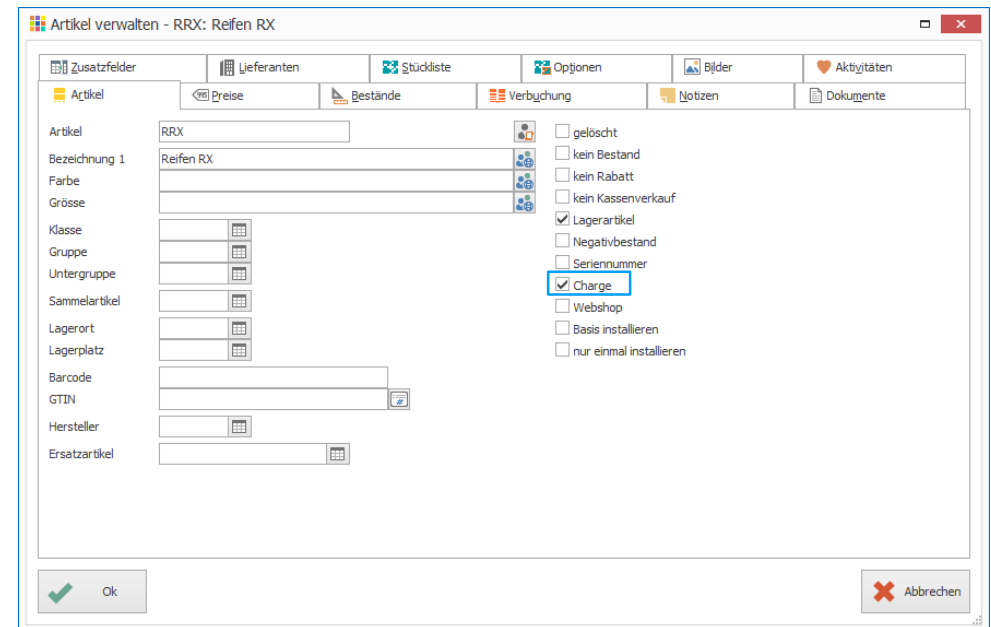 Artikel verwalten - RRX: Reifen RX
Zusatzfelder Lieferanten Stückliste Optionen Bilder Aktivitäten
Artikel Preise Bestände Verbuchung Notizen Dokumente
Artikel RRX gelöscht
kein Bestand
Bezeichnung 1 Reifen RX
Farbe kein Rabatt
Grösse kein Kassenverkauf
Lagerartikel
Klasse
Negativbestand
Gruppe
Seriennummer
Untergruppe
Charge
Sammelartikel
Webshop
Lagerort Basis installieren
Lagerplatz nur einmal installieren
Barcode
GTIN
Hersteller
Ersatzartikel
Ok Abbrechen